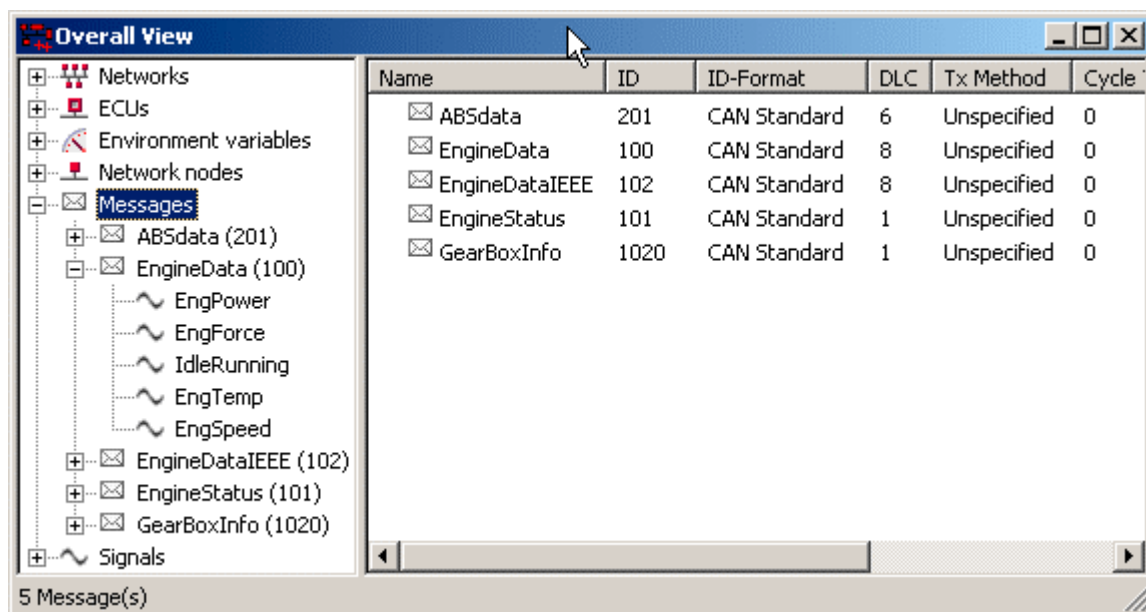 Overall View
Networks
ECUs
Environment variables
Network nodes
Messages
ABSdata (201)
EngineData (100)
EngPower
EngForce
IdleRunning
EngTemp
EngSpeed
EngineDataIEEE (102)
EngineStatus (101)
GearBoxInfo (1020)
Signals
Name ID ID-Format DLC Tx Method Cycle
ABSdata 201 CAN Standard 6 Unspecified 0
EngineData 100 CAN Standard 8 Unspecified 0
EngineDataIEEE 102 CAN Standard 8 Unspecified 0
EngineStatus 101 CAN Standard 1 Unspecified 0
GearBoxInfo 1020 CAN Standard 1 Unspecified 0
5 Message(s)